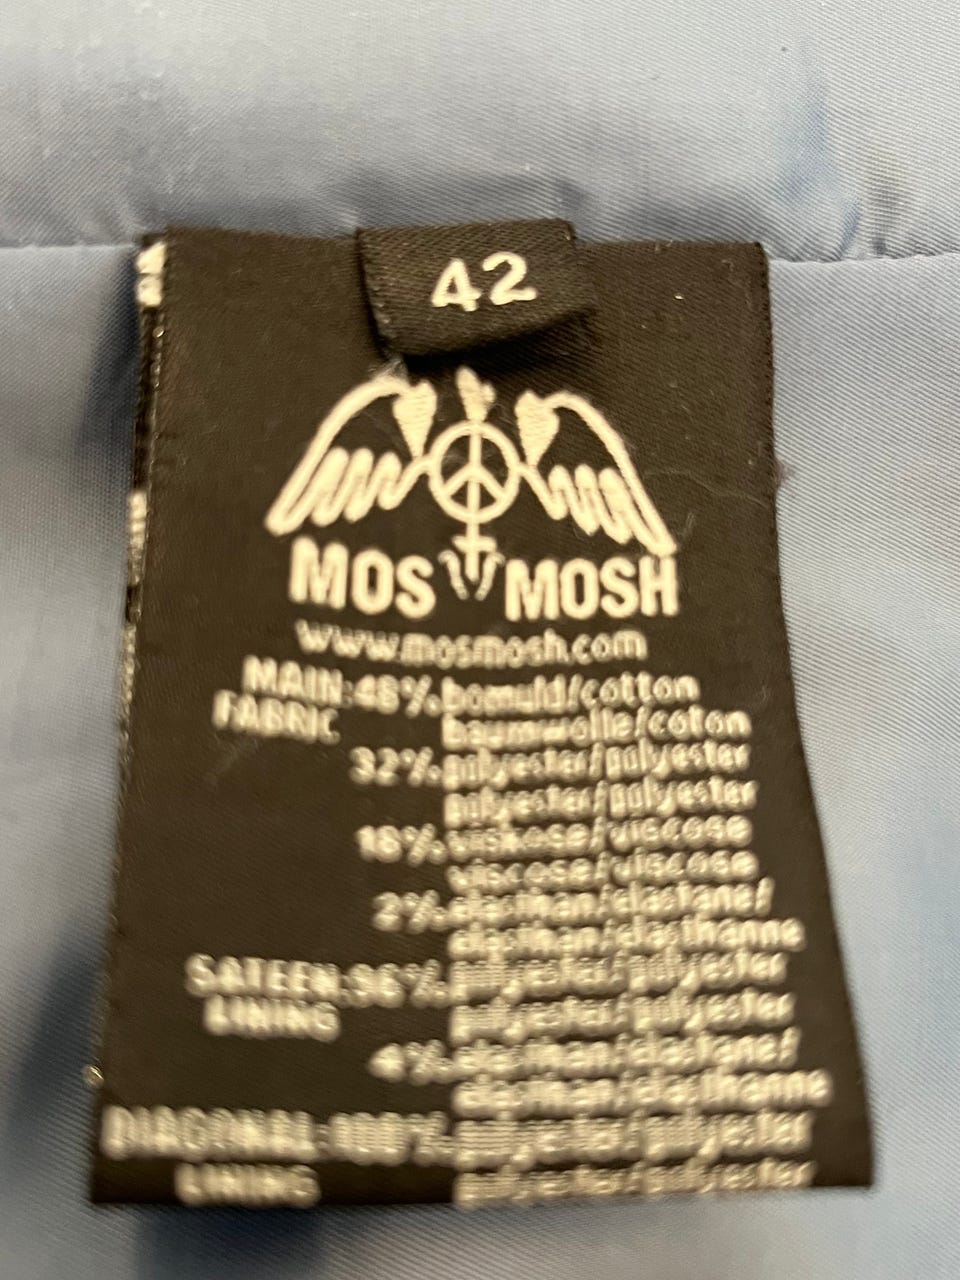 42
MOS MOSH
www.mosmosh.com
MAIN: 48% bomuld/cotton
FABRIC baumwolle/coton
32% polyester/polyester
polyester/polyester
18% viskose/viscose
viscose/viscose
2% elasthan/elastane/
elasthan/elasthanne
SATEEN: 96% polyester/polyester
LINING polyester/polyester
4% elasthan/elastane/
elasthan/elasthanne
DIAGONAL: 100% polyester/polyester
LINING polyester/polyester